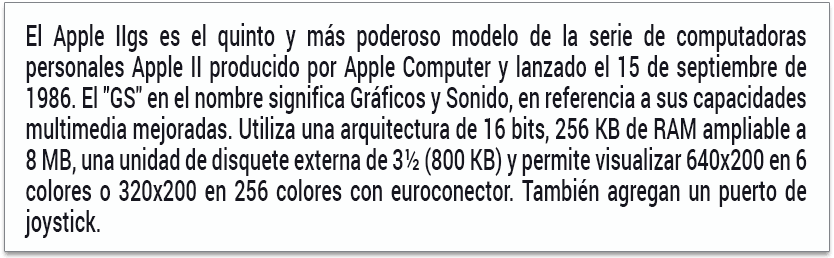 El Apple IIgs es el quinto y más poderoso modelo de la serie de computadoras
personales Apple II producido por Apple Computer y lanzado el 15 de septiembre de
1986. El "GS" en el nombre significa Gráficos y Sonido, en referencia a sus capacidades
multimedia mejoradas. Utiliza una arquitectura de 16 bits, 256 KB de RAM ampliable a
8 MB, una unidad de disquete externa de 3½ (800 KB) y permite visualizar 640x200 en 6
colores o 320x200 en 256 colores con euroconector. También agregan un puerto de
joystick.